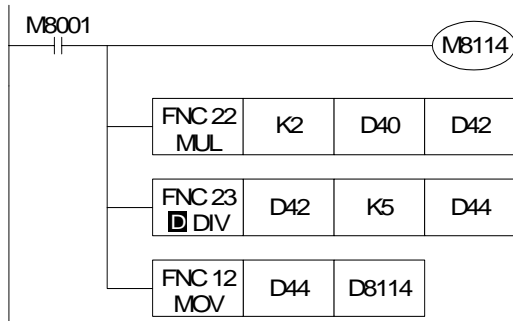 M8001
M8114
FNC 22
MUL
K2
D40
D42
FNC 23
D DIV
D42
K5
D44
FNC 12
MOV
D44
D8114